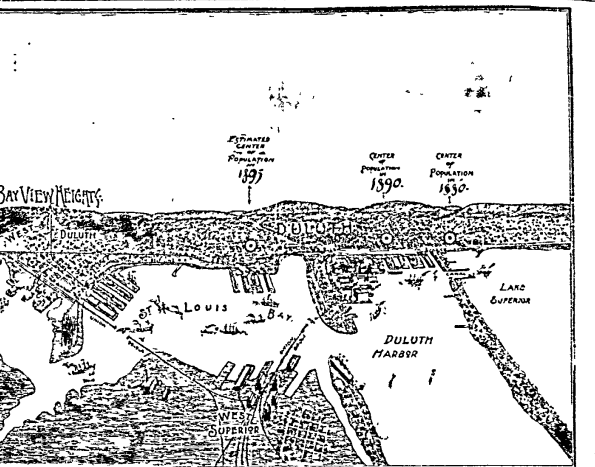 ESTIMATED
CENTER
OF
POPULATION
IN
1895
CENTER
OF
POPULATION
IN
1890.
CENTER
OF
POPULATION
IN
1880.
BAY VIEW HEIGHTS.
DULUTH
DULUTH
ST LOUIS BAY.
LAKE
SUPERIOR
DULUTH
HARBOR
WEST
SUPERIOR